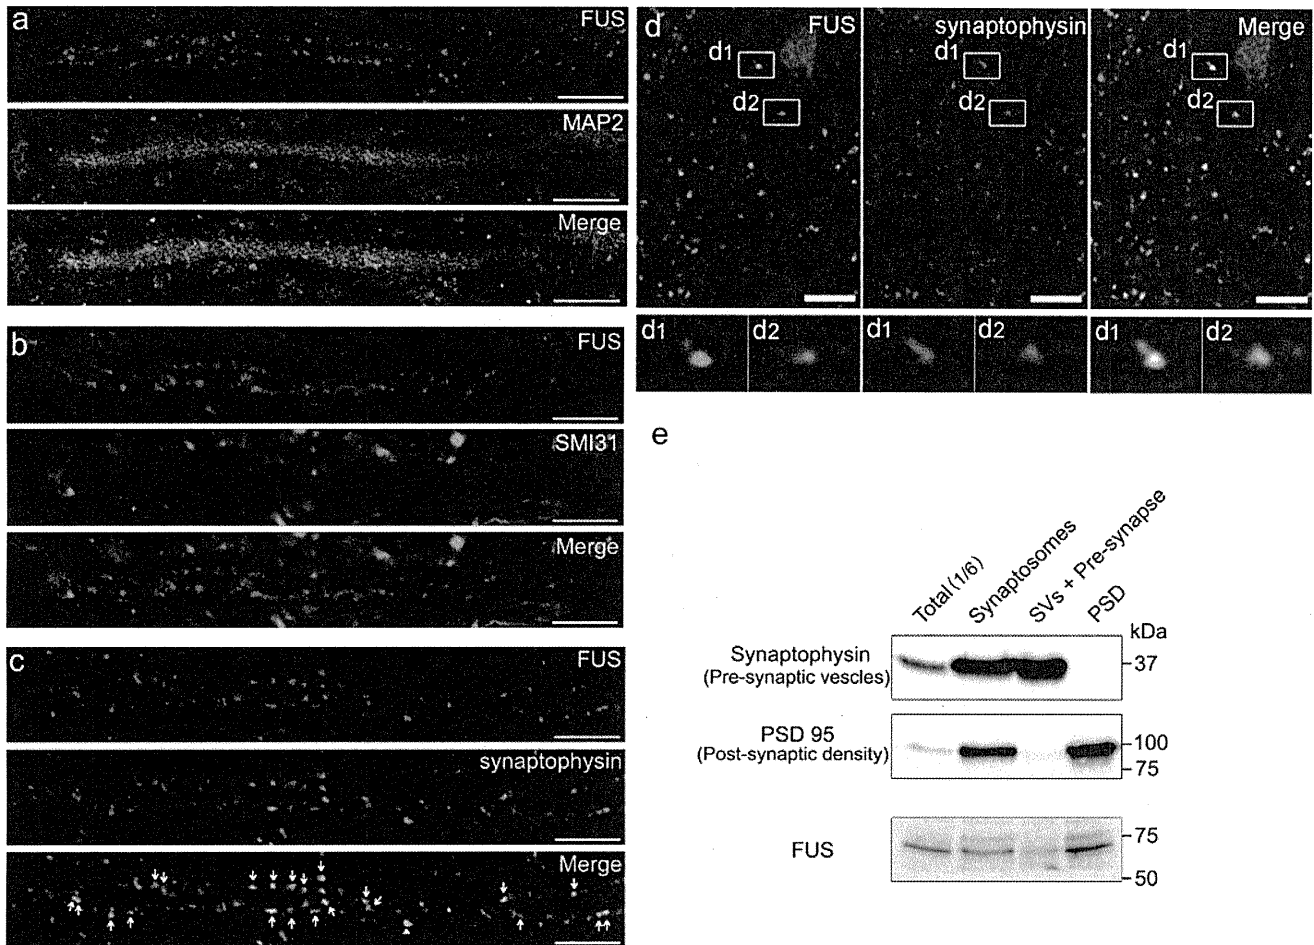 a
FUS
MAP2
Merge
b
FUS
SMI31
Merge
c
FUS
synaptophysin
Merge
d
FUS
synaptophysin
Merge
d1
d1
d1
d2
d2
d2
d1
d2
d1
d2
d1
d2
e
Total (1/6)
Synaptosomes
SVs + Pre-synapse
PSD
kDa
Synaptophysin
(Pre-synaptic vescles)
37
PSD 95
(Post-synaptic density)
100
75
FUS
75
50